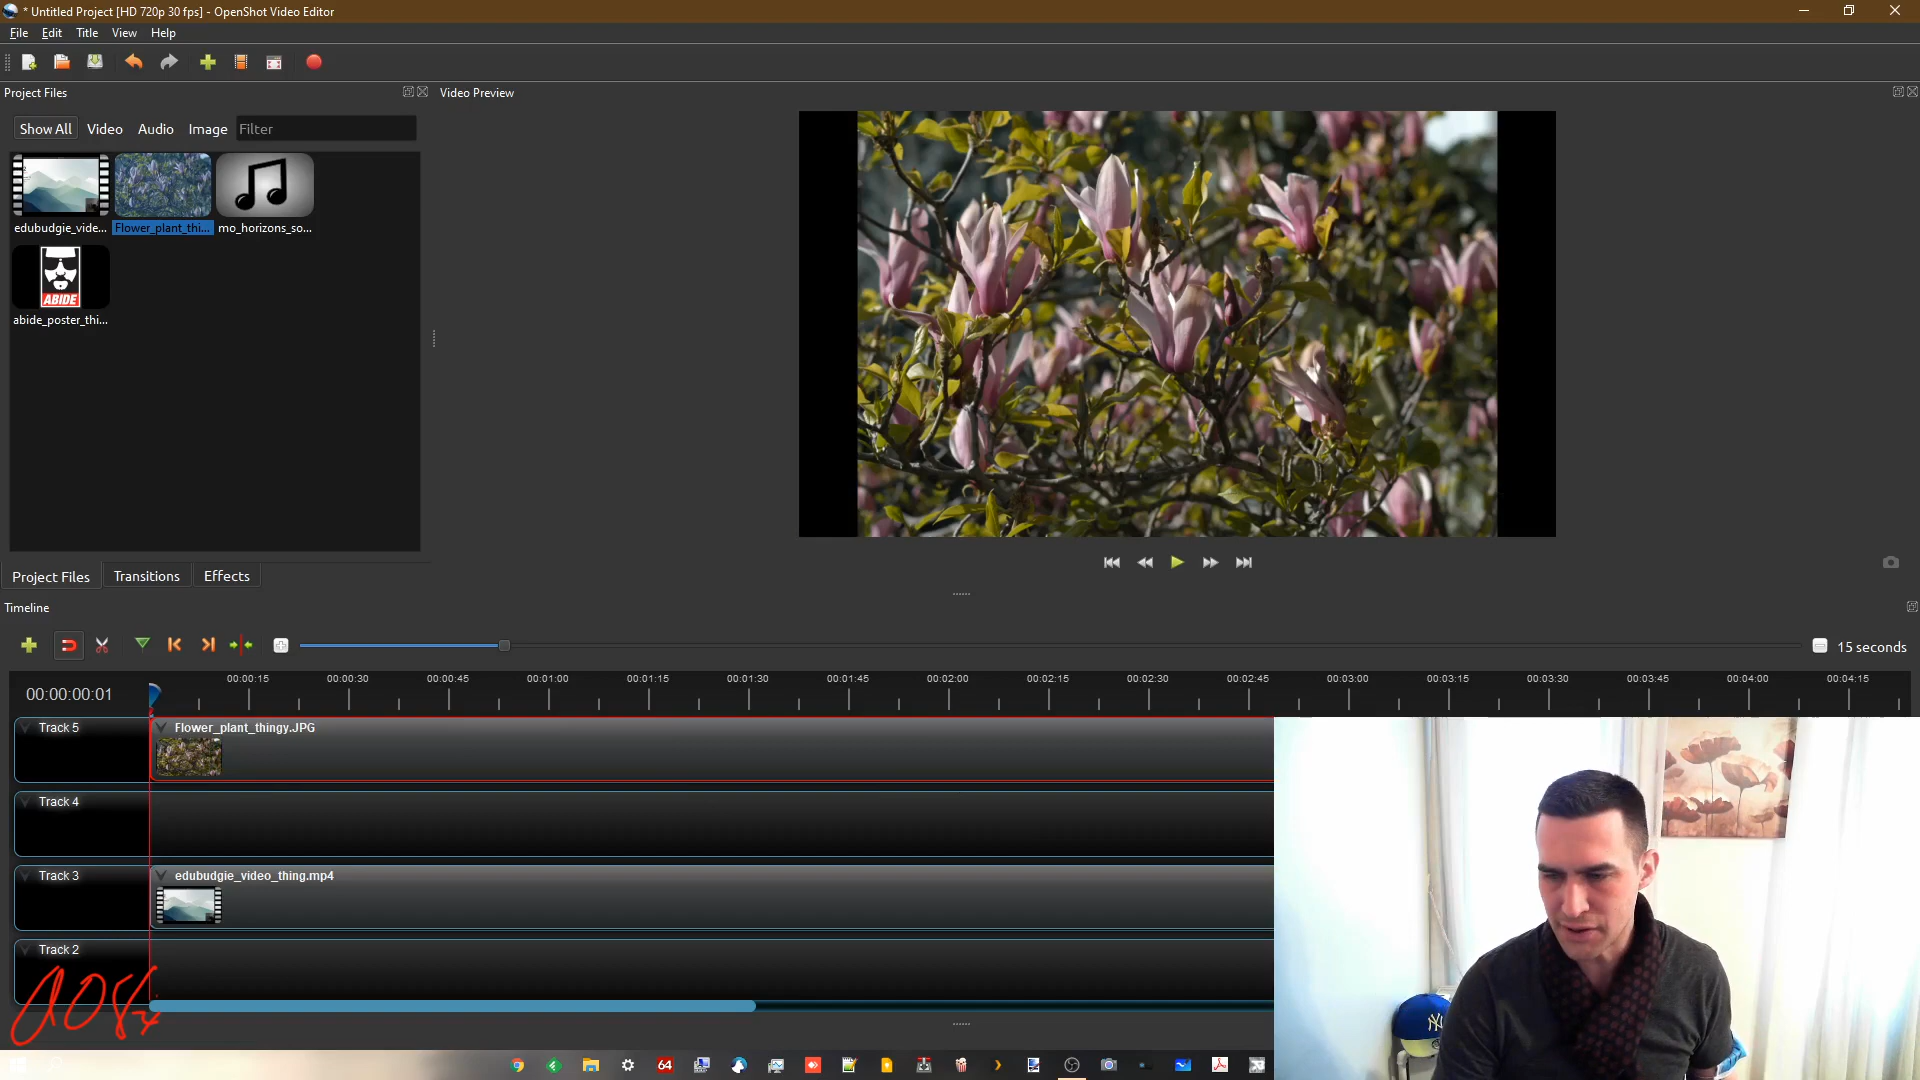 * Untitled Project [HD 720p 30 fps] - OpenShot Video Editor
File Edit Title View Help
Project Files
Video Preview
Show All Video Audio Image Filter
edubudgie_vide... Flower_plant_thi... mo_horizons_so...
ABIDE
abide_poster_thi...
Project Files Transitions Effects
Timeline
15 seconds
00:00:00:01
00:00:15 00:00:30 00:00:45 00:01:00 00:01:15 00:01:30 00:01:45 00:02:00 00:02:15 00:02:30 00:02:45 00:03:00 00:03:15 00:03:30 00:03:45 00:04:00 00:04:15
Track 5 Flower_plant_thingy.JPG
Track 4
Track 3 edubudgie_video_thing.mp4
Track 2
NY
64